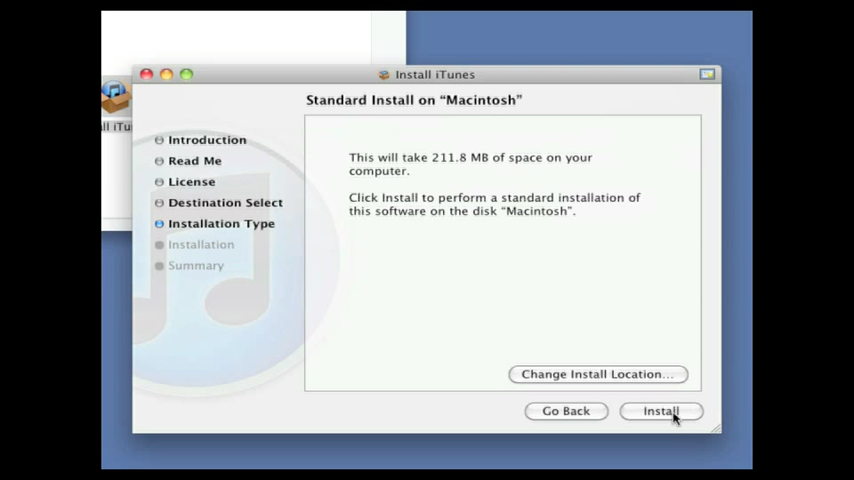 Install iTunes
Standard Install on “Macintosh”
Introduction
Read Me
License
Destination Select
Installation Type
Installation
Summary
This will take 211.8 MB of space on your
computer.
Click Install to perform a standard installation of
this software on the disk “Macintosh”.
Change Install Location...
Go Back
Install
all iTu